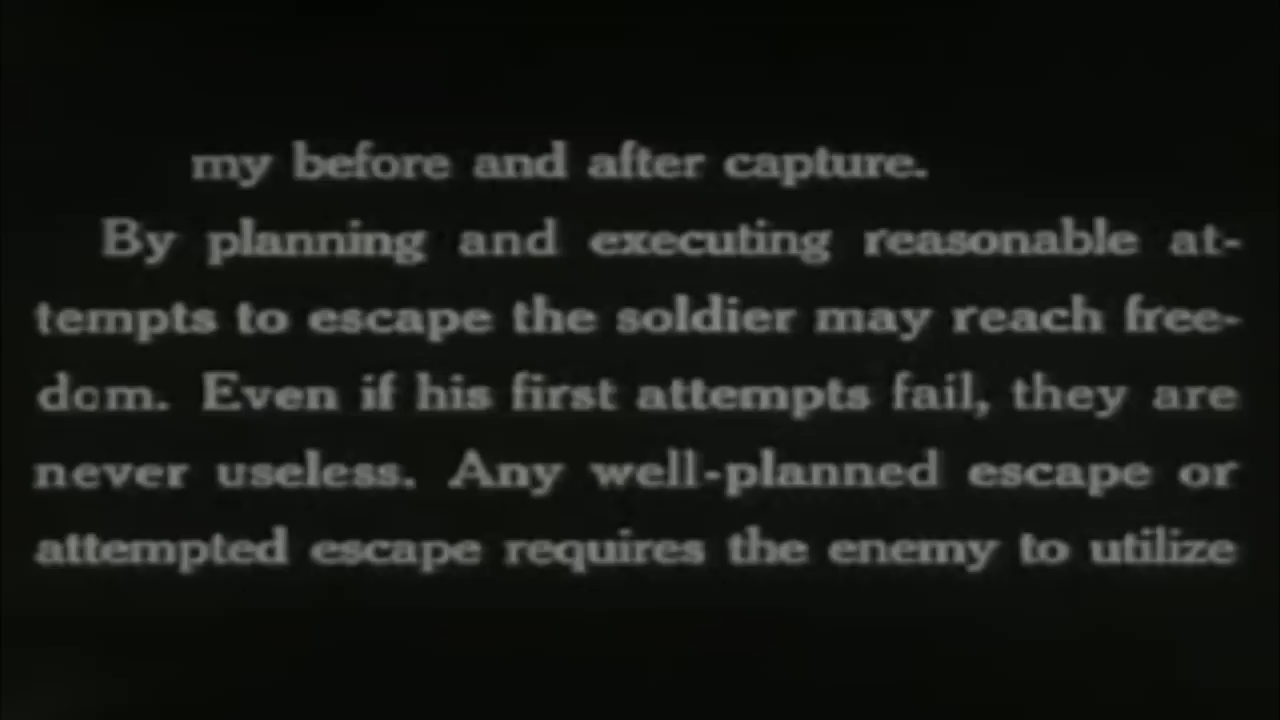 my before and after capture.
By planning and executing reasonable at-
tempts to escape the soldier may reach free-
dom. Even if his first attempts fail, they are
never useless. Any well-planned escape or
attempted escape requires the enemy to utilize